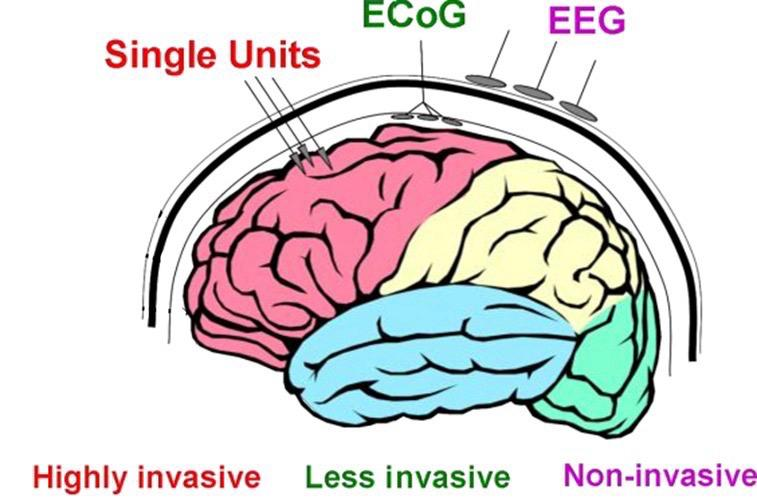 ECoG
EEG
Single Units
Highly invasive
Less invasive
Non-invasive